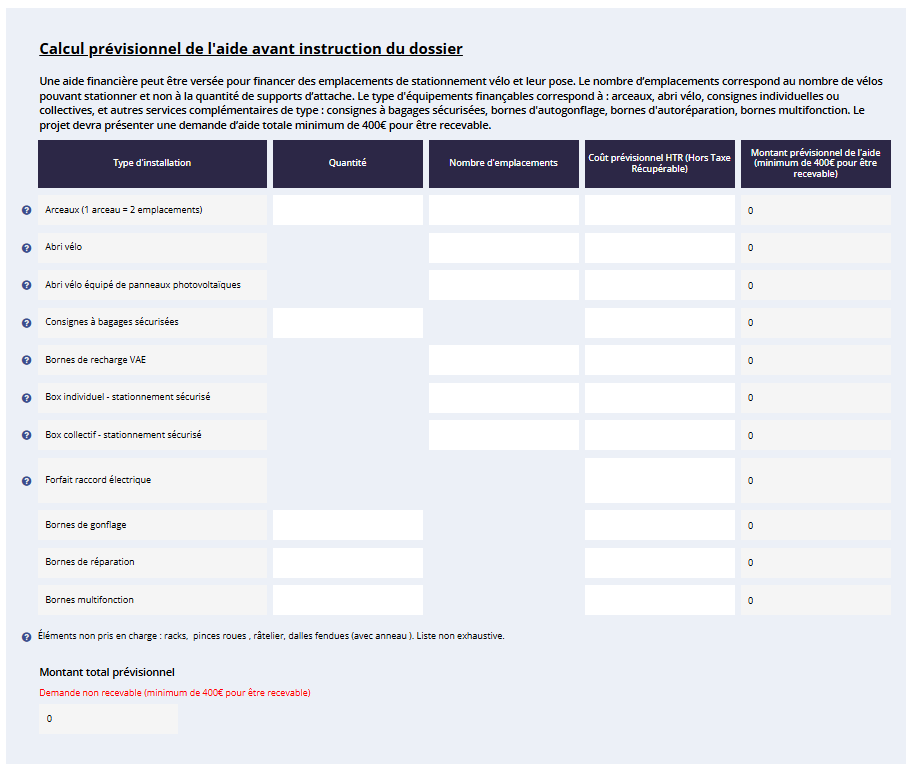 Calcul prévisionnel de l'aide avant instruction du dossier
Une aide financière peut être versée pour financer des emplacements de stationnement vélo et leur pose. Le nombre d'emplacements correspond au nombre de vélos
pouvant stationner et non à la quantité de supports d'attache. Le type d'équipements finançables correspond à : arceaux, abri vélo, consignes individuelles ou
collectives, et autres services complémentaires de type : consignes à bagages sécurisées, bornes d'autogonflage, bornes d'autoréparation, bornes multifonction. Le
projet devra présenter une demande d'aide totale minimum de 400€ pour être recevable.
Type d'installation
Quantité
Nombre d'emplacements
Coût prévisionnel HTR (Hors Taxe
Récupérable)
Montant prévisionnel de l'aide
(minimum de 400€ pour être
recevable)
? Arceaux (1 arceau = 2 emplacements) 0
? Abri vélo 0
? Abri vélo équipé de panneaux photovoltaïques 0
? Consignes à bagages sécurisées 0
? Bornes de recharge VAE 0
? Box individuel - stationnement sécurisé 0
? Box collectif - stationnement sécurisé 0
? Forfait raccord électrique 0
Bornes de gonflage 0
Bornes de réparation 0
Bornes multifonction 0
? Éléments non pris en charge : racks, pinces roues , râtelier, dalles fendues (avec anneau ). Liste non exhaustive.
Montant total prévisionnel
Demande non recevable (minimum de 400€ pour être recevable)
0